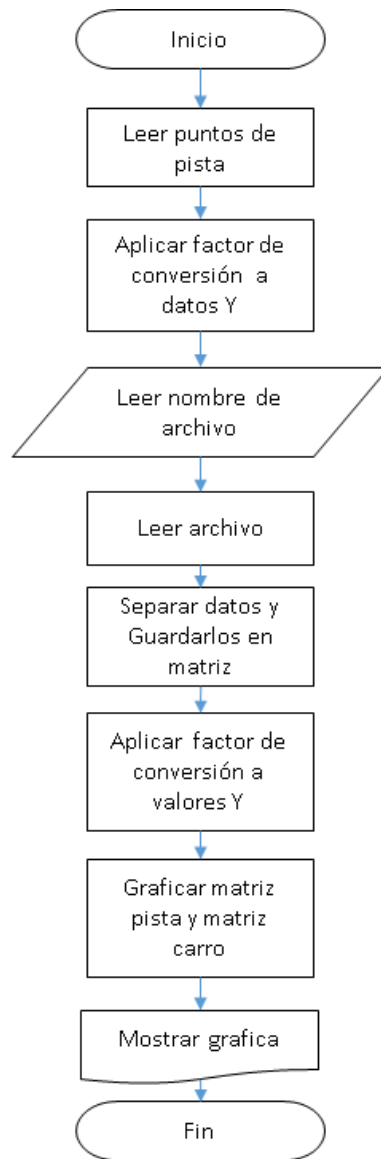 Inicio
Leer puntos de
pista
Aplicar factor de
conversión a
datos Y
Leer nombre de
archivo
Leer archivo
Separar datos y
Guardarlos en
matriz
Aplicar factor de
conversión a
valores Y
Graficar matriz
pista y matriz
carro
Mostrar grafica
Fin